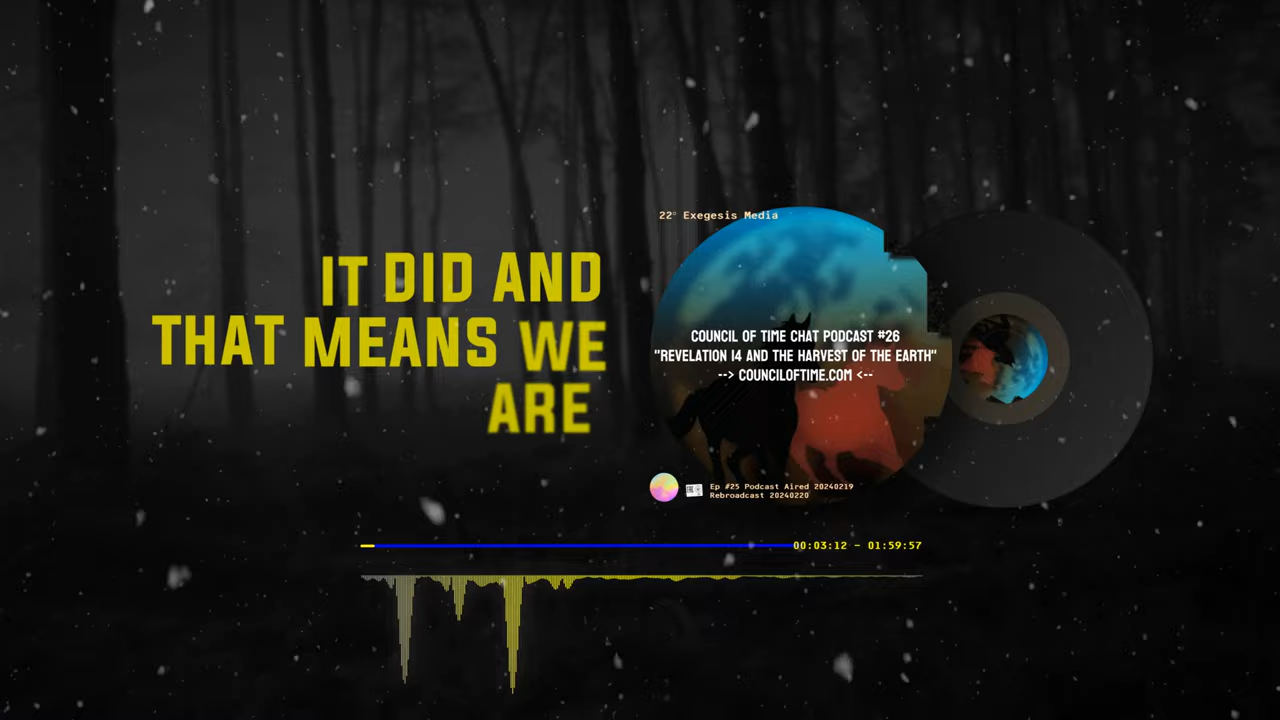 IT DID AND
THAT MEANS WE
ARE
22° Exegesis Media
COUNCIL OF TIME CHAT PODCAST #26
"REVELATION 14 AND THE HARVEST OF THE EARTH"
--> COUNCILOFTIME.COM <--
Ep #25 Podcast Aired 20240219
Rebroadcast 20240220
00:03:12 - 01:59:57